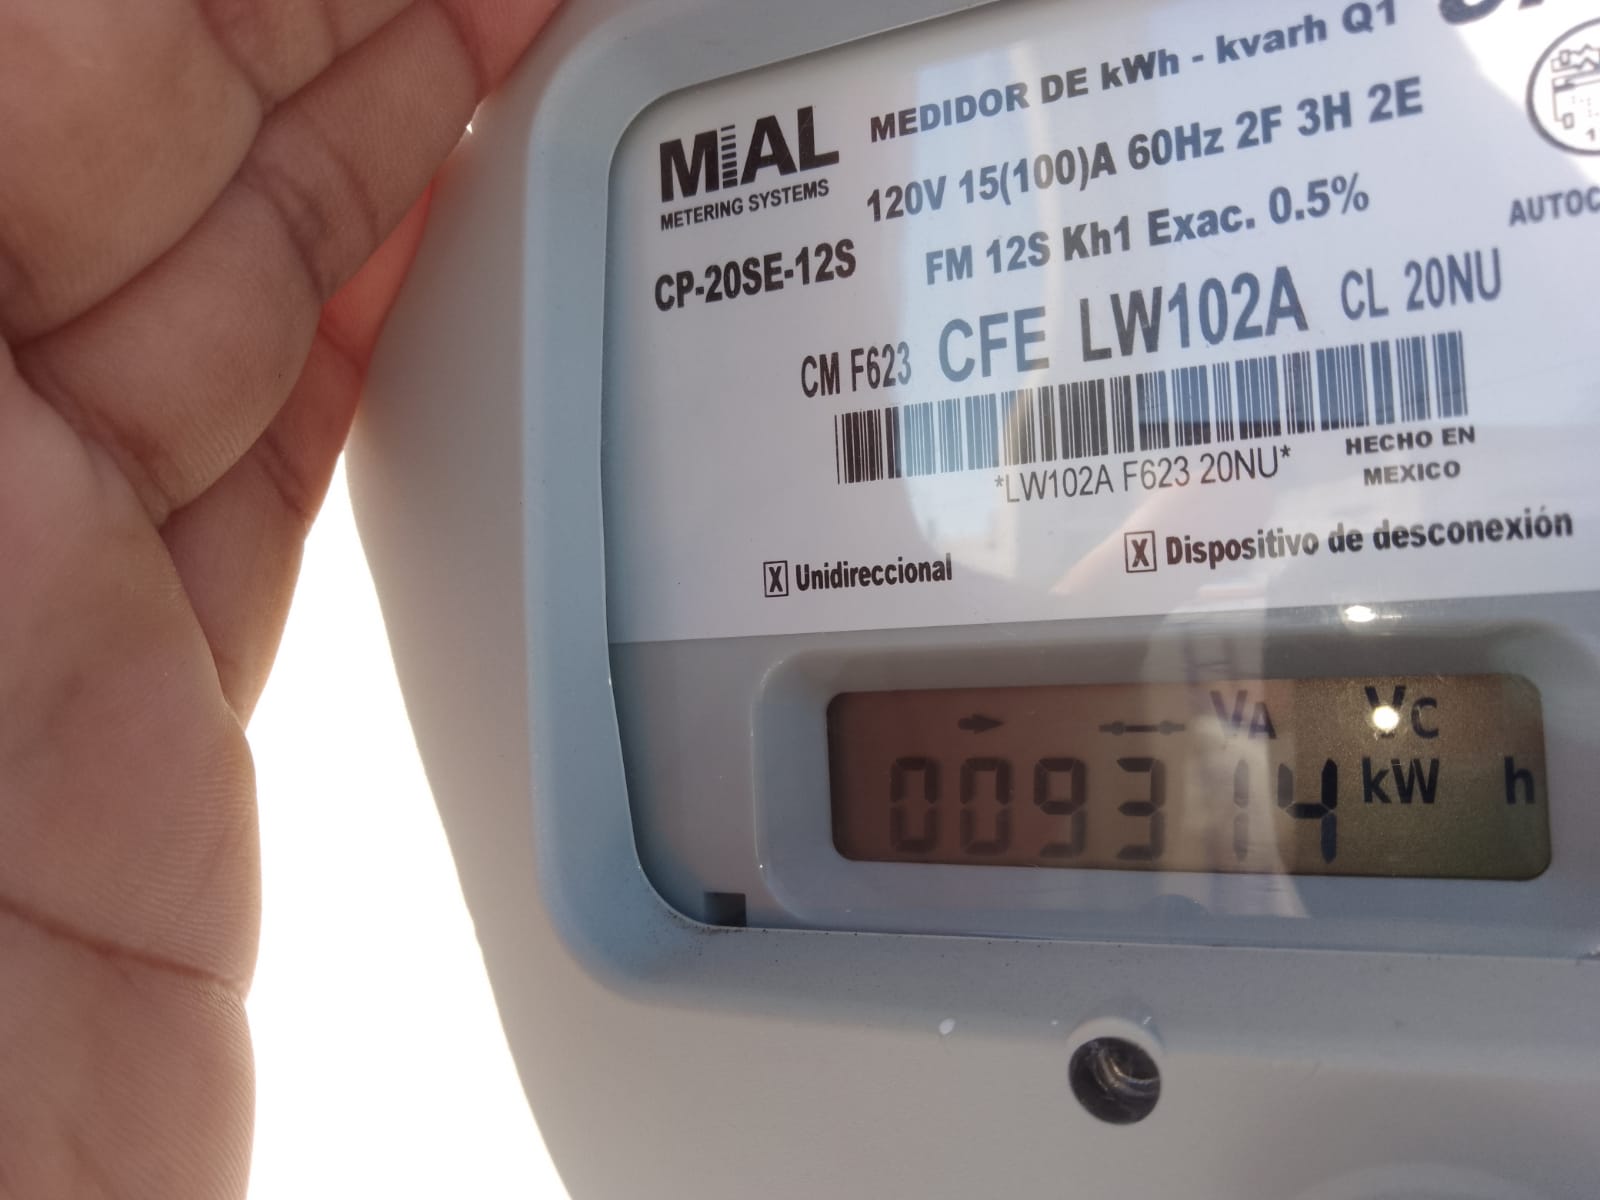 MEDIDOR DE kWh - kvarh Q1
MIAL
METERING SYSTEMS
120V 15(100)A 60Hz 2F 3H 2E
CP-20SE-12S
FM 12S Kh1 Exac. 0.5%
CM F623 CFE LW102A CL 20NU
*LW102A F623 20NU*
HECHO EN
MEXICO
X Unidireccional
X Dispositivo de desconexión
VA VC
009314 kW h